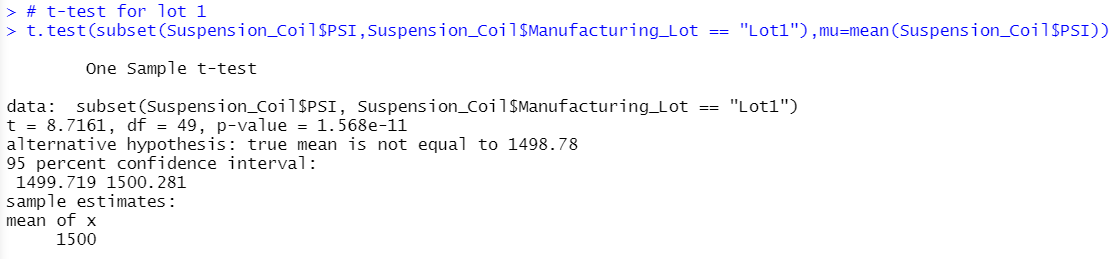 > # t-test for lot 1
> t.test(subset(Suspension_Coil$PSI,Suspension_Coil$Manufacturing_Lot == "Lot1"),mu=mean(Suspension_Coil$PSI))
One Sample t-test
data:  subset(Suspension_Coil$PSI, Suspension_Coil$Manufacturing_Lot == "Lot1")
t = 8.7161, df = 49, p-value = 1.568e-11
alternative hypothesis: true mean is not equal to 1498.78
95 percent confidence interval:
1499.719 1500.281
sample estimates:
mean of x
1500